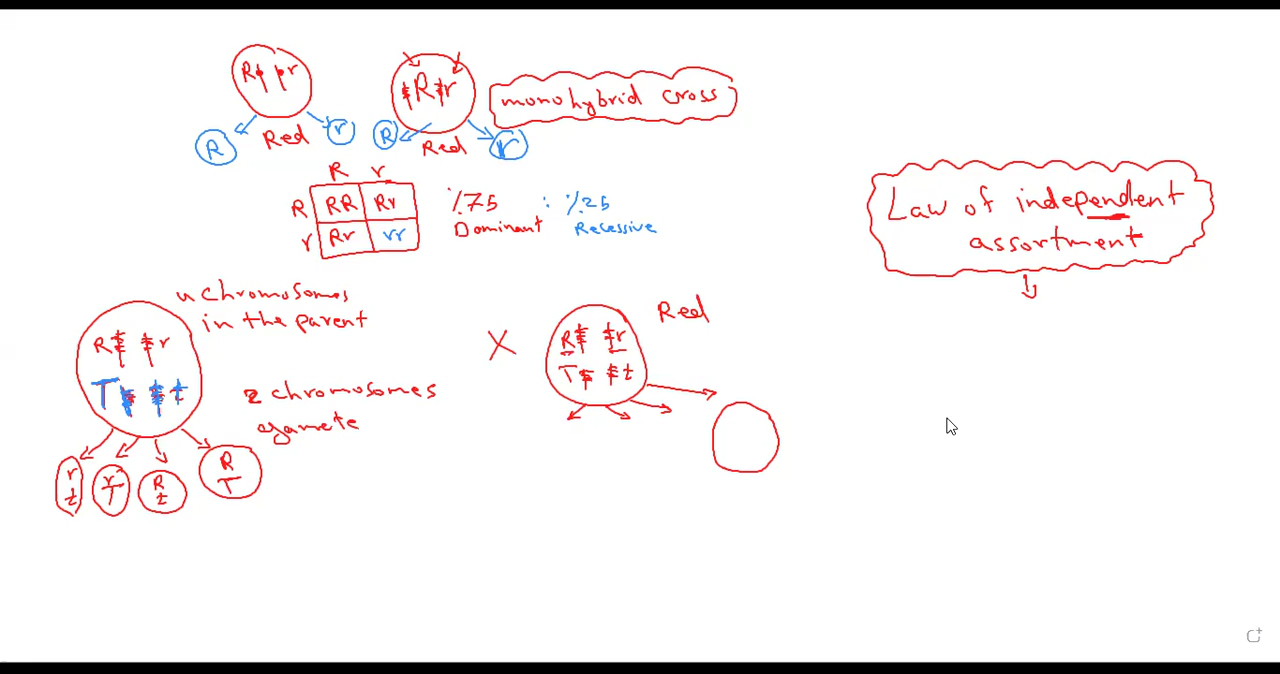 R r
R r
monohybrid cross
R Red r
R Red r
R r
R RR Rr
r Rr rr
٪75 : ٪25
Dominant Recessive
Law of independent
assortment
4 chromosomes
in the parent
R r
T t
2 chromosomes
gamete
r t
r T
R t
R T
X
Red
R r
T t